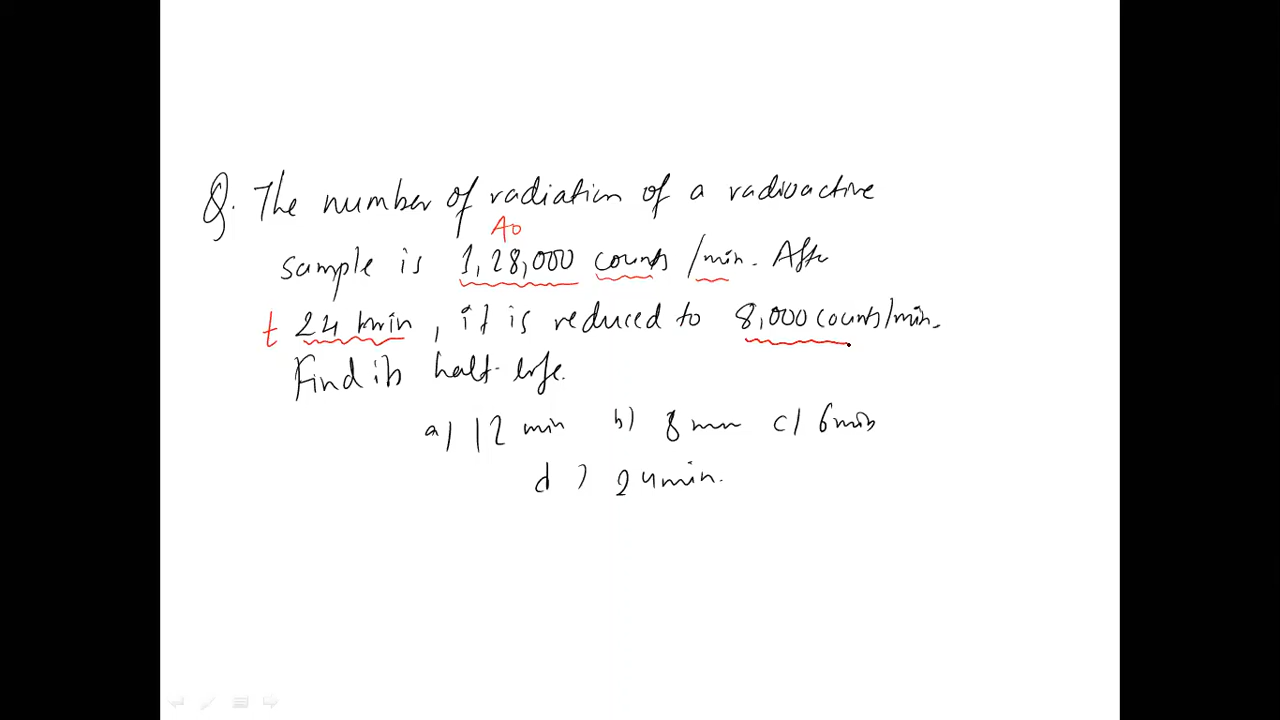 Q. The number of radiation of a radioactive
A0
sample is 1,28,000 counts /min. After
t 24 min, it is reduced to 8,000 counts/min.
Find its half-life.
a) 12 min b) 8 min c) 6 min
d) 24 min.